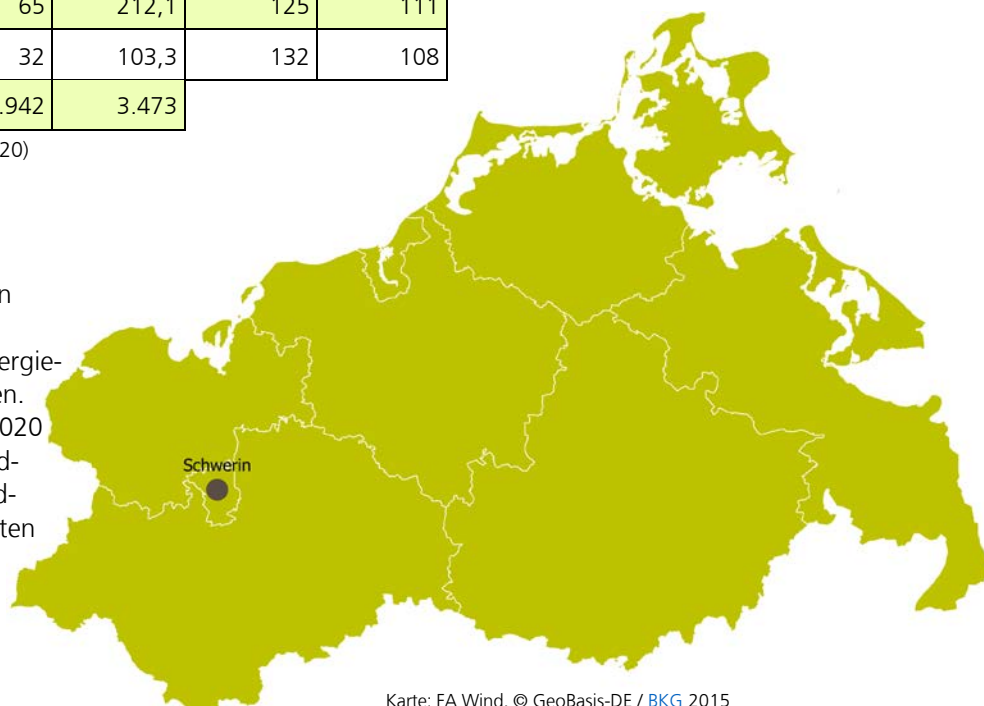 65 212,1 125 111
32 103,3 132 108
.942 3.473
20)
n
ergie-
en.
020
d-
d-
ten
Schwerin
Karte: FA Wind, © GeoBasis-DE / BKG 2015